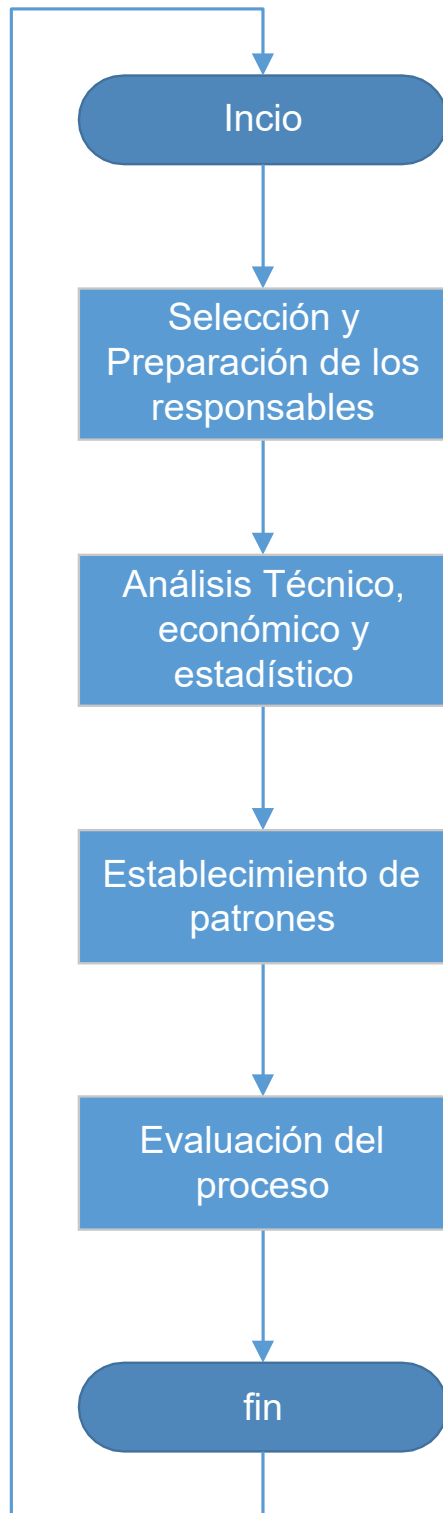 Incio
Selección y
Preparación de los
responsables
Análisis Técnico,
económico y
estadístico
Establecimiento de
patrones
Evaluación del
proceso
fin